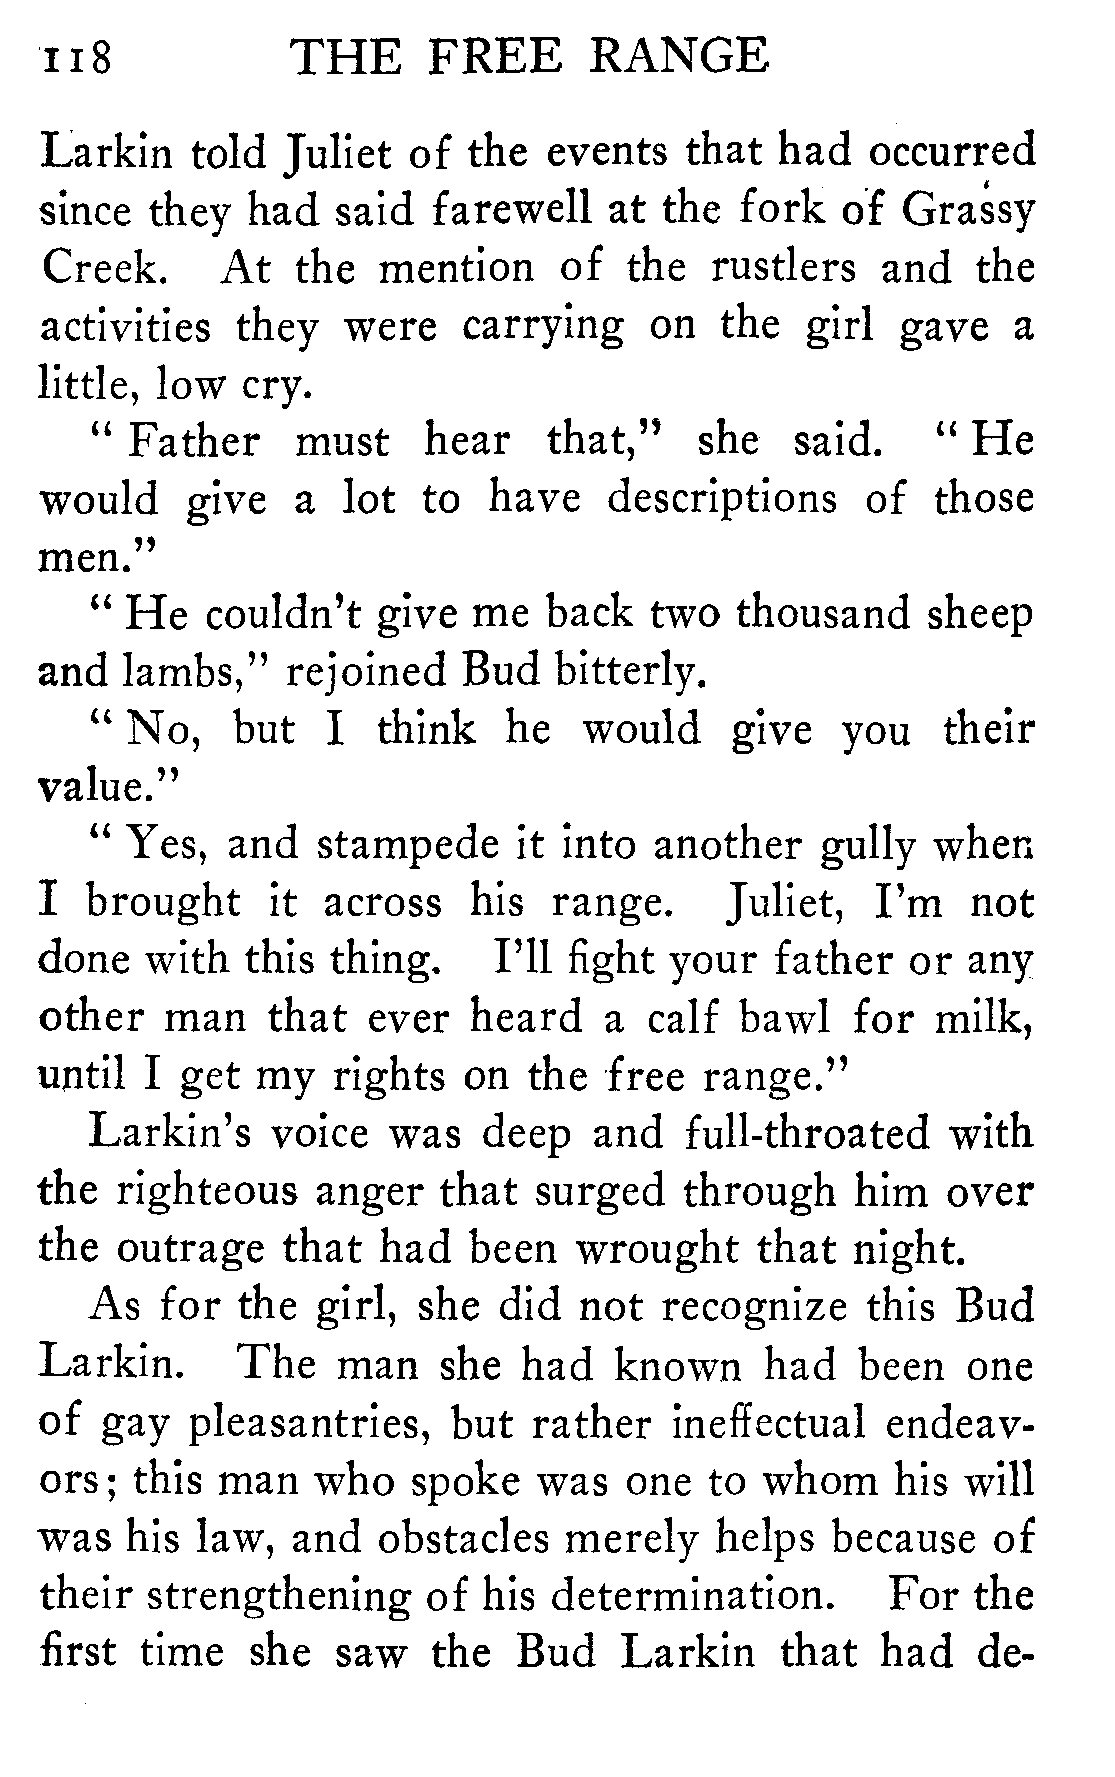 118 THE FREE RANGE
Larkin told Juliet of the events that had occurred
since they had said farewell at the fork of Grassy
Creek. At the mention of the rustlers and the
activities they were carrying on the girl gave a
little, low cry.
" Father must hear that," she said. " He
would give a lot to have descriptions of those
men."
" He couldn't give me back two thousand sheep
and lambs," rejoined Bud bitterly.
" No, but I think he would give you their
value."
" Yes, and stampede it into another gully when
I brought it across his range. Juliet, I'm not
done with this thing. I'll fight your father or any
other man that ever heard a calf bawl for milk,
until I get my rights on the free range."
Larkin's voice was deep and full-throated with
the righteous anger that surged through him over
the outrage that had been wrought that night.
As for the girl, she did not recognize this Bud
Larkin. The man she had known had been one
of gay pleasantries, but rather ineffectual endeav-
ors; this man who spoke was one to whom his will
was his law, and obstacles merely helps because of
their strengthening of his determination. For the
first time she saw the Bud Larkin that had de-